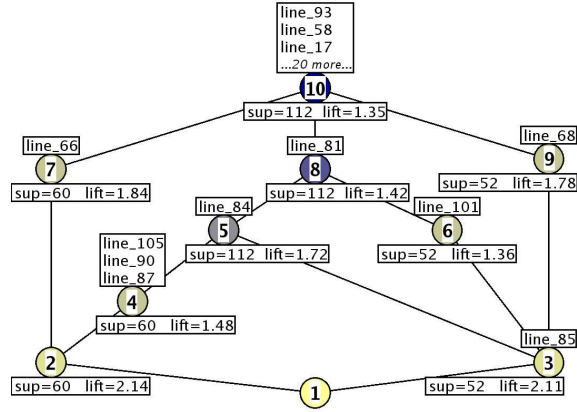 line_93
line_58
line_17
...20 more...
10
sup=112 lift=1.35
line_66
7
sup=60 lift=1.84
line_81
8
sup=112 lift=1.42
line_68
9
sup=52 lift=1.78
line_84
5
sup=112 lift=1.72
line_101
6
sup=52 lift=1.36
line_105
line_90
line_87
4
sup=60 lift=1.48
2
sup=60 lift=2.14
1
line_85
3
sup=52 lift=2.11